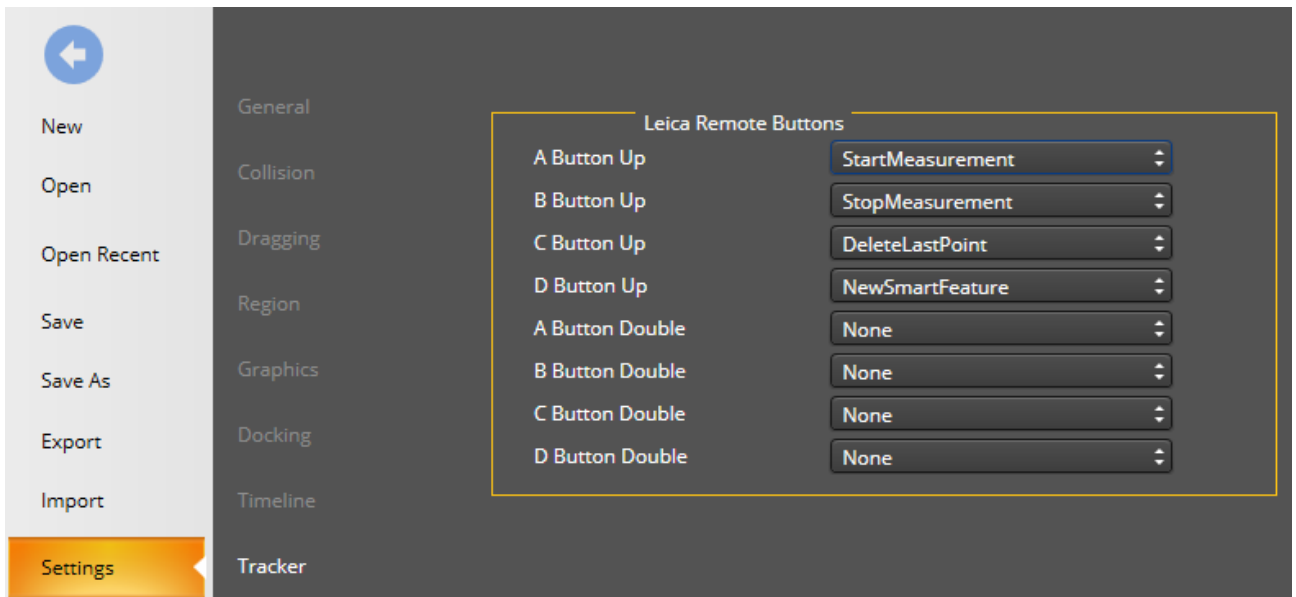 New
Open
Open Recent
Save
Save As
Export
Import
Settings
General
Collision
Dragging
Region
Graphics
Docking
Timeline
Tracker
Leica Remote Buttons
A Button Up StartMeasurement
B Button Up StopMeasurement
C Button Up DeleteLastPoint
D Button Up NewSmartFeature
A Button Double None
B Button Double None
C Button Double None
D Button Double None